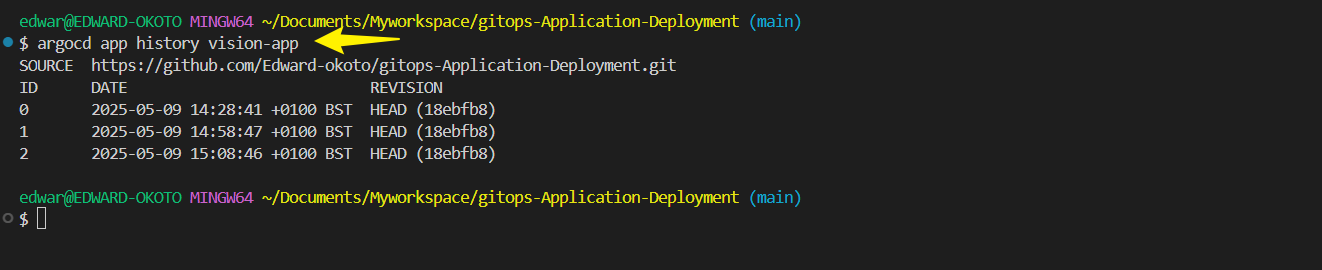 edwar@EDWARD-OKOTO MINGW64 ~/Documents/Myworkspace/gitops-Application-Deployment (main)
$ argocd app history vision-app
SOURCE  https://github.com/Edward-okoto/gitops-Application-Deployment.git
ID      DATE                           REVISION
0       2025-05-09 14:28:41 +0100 BST  HEAD (18ebfb8)
1       2025-05-09 14:58:47 +0100 BST  HEAD (18ebfb8)
2       2025-05-09 15:08:46 +0100 BST  HEAD (18ebfb8)
edwar@EDWARD-OKOTO MINGW64 ~/Documents/Myworkspace/gitops-Application-Deployment (main)
$